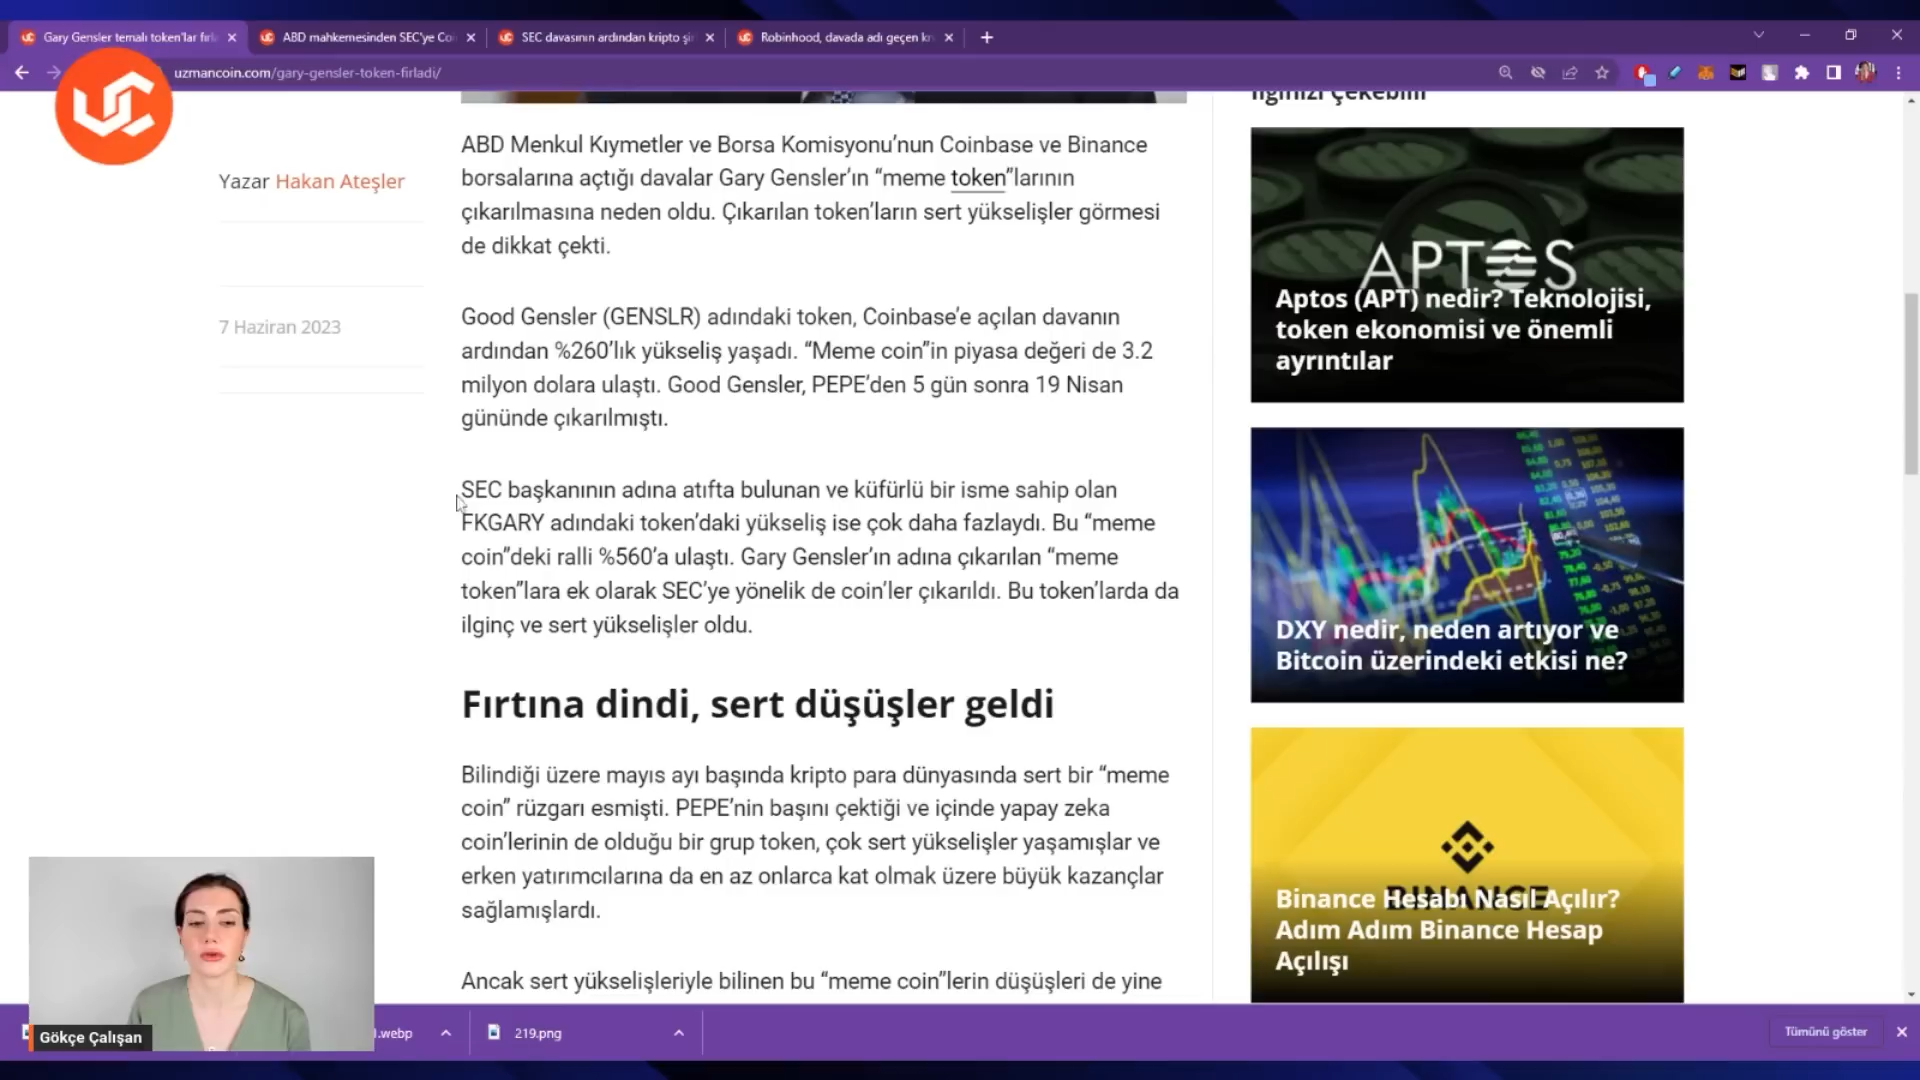 Gary Gensler temalı token'lar fırla
ABD mahkemesinden SEC'ye Co
SEC davasının ardından kripto şi
Robinhood, davada adı geçen k
uzmancoin.com/gary-gensler-token-firladi/
UC
Yazar Hakan Ateşler
7 Haziran 2023
ABD Menkul Kıymetler ve Borsa Komisyonu'nun Coinbase ve Binance
borsalarına açtığı davalar Gary Gensler'ın "meme token"larının
çıkarılmasına neden oldu. Çıkarılan token'ların sert yükselişler görmesi
de dikkat çekti.
Good Gensler (GENSLR) adındaki token, Coinbase'e açılan davanın
ardından %260'lık yükseliş yaşadı. "Meme coin"in piyasa değeri de 3.2
milyon dolara ulaştı. Good Gensler, PEPE'den 5 gün sonra 19 Nisan
gününde çıkarılmıştı.
SEC başkanının adına atıfta bulunan ve küfürlü bir isme sahip olan
FKGARY adındaki token'daki yükseliş ise çok daha fazlaydı. Bu "meme
coin"deki ralli %560'a ulaştı. Gary Gensler'ın adına çıkarılan "meme
token"lara ek olarak SEC'ye yönelik de coin'ler çıkarıldı. Bu token'larda da
ilginç ve sert yükselişler oldu.
Fırtına dindi, sert düşüşler geldi
Bilindiği üzere mayıs ayı başında kripto para dünyasında sert bir "meme
coin" rüzgarı esmişti. PEPE'nin başını çektiği ve içinde yapay zeka
coin'lerinin de olduğu bir grup token, çok sert yükselişler yaşamışlar ve
erken yatırımcılarına da en az onlarca kat olmak üzere büyük kazançlar
sağlamışlardı.
Ancak sert yükselişleriyle bilinen bu "meme coin"lerin düşüşleri de yine
İlginizi Çekebilir
APTOS
Aptos (APT) nedir? Teknolojisi,
token ekonomisi ve önemli
ayrıntılar
DXY nedir, neden artıyor ve
Bitcoin üzerindeki etkisi ne?
BINANCE
Binance Hesabı Nasıl Açılır?
Adım Adım Binance Hesap
Açılışı
Gökçe Çalışan
.webp
219.png
Tümünü göster